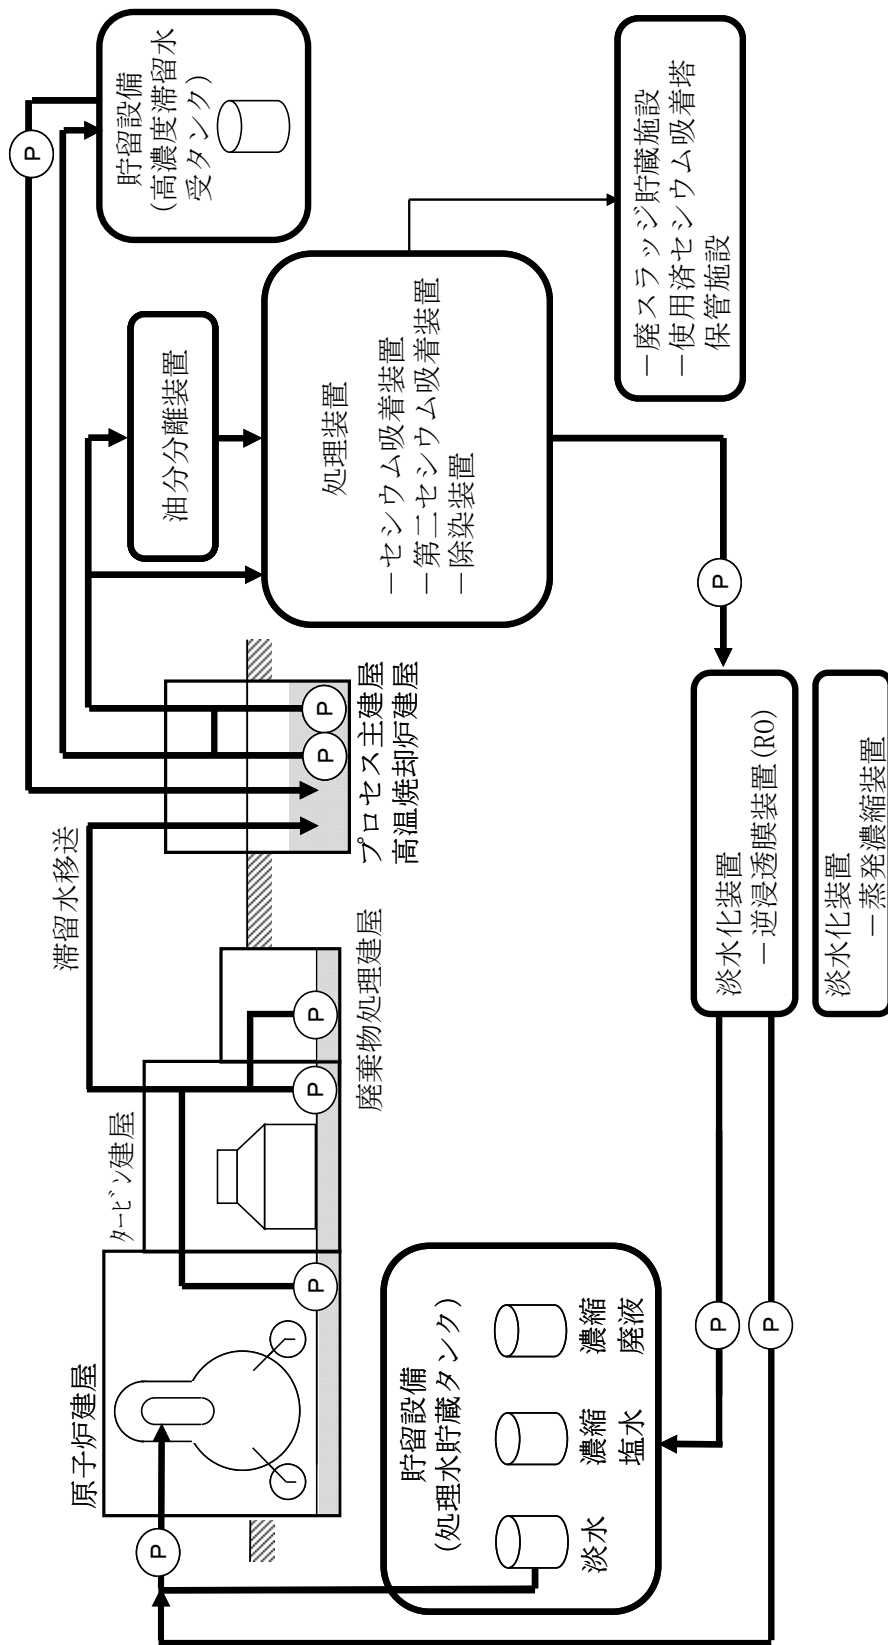 P
滞留水移送
原子炉建屋
ﾀｰﾋﾞﾝ建屋
貯留設備
(高濃度滞留水
受タンク)
油分分離装置
P
P
P
P
P
P
廃棄物処理建屋
プロセス主建屋
高温焼却炉建屋
処理装置
－セシウム吸着装置
－第二セシウム吸着装置
－除染装置
貯留設備
(処理水貯蔵タンク)
淡水
濃縮
塩水
濃縮
廃液
－廃スラッジ貯蔵施設
－使用済セシウム吸着塔
保管施設
P
P
P
淡水化装置
－逆浸透膜装置(RO)
淡水化装置
－蒸発濃縮装置